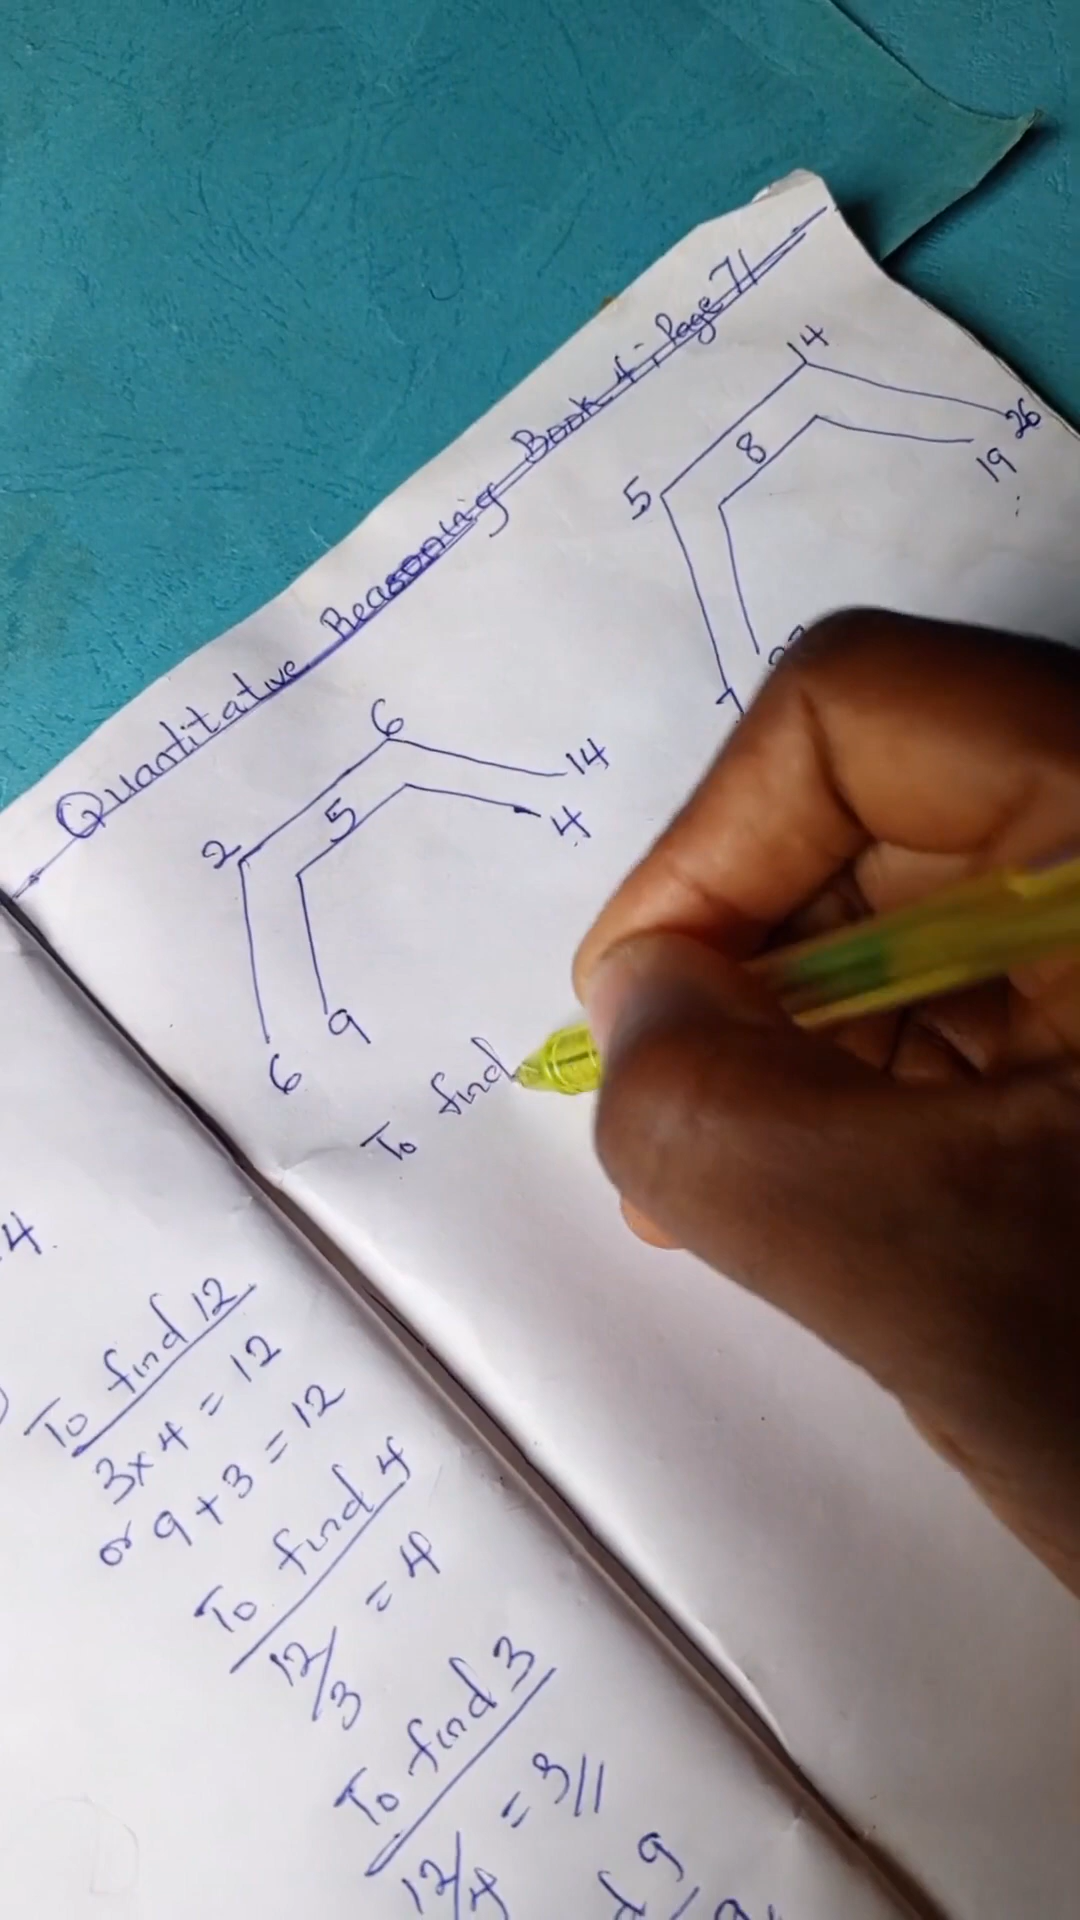 Quantitative Reasoning Book 4, Page 71
14
26
5
8
19
7
6
14
2
5
4
9
6
To find
4.
To find 12
3 x 4 = 12
or 9 + 3 = 12
To find 4
12/3 = 4
To find 3
12/4 = 3//
9